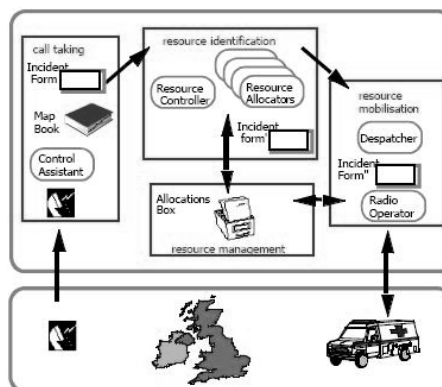 call taking
Incident
Form
Map
Book
Control
Assistant
resource identification
Resource
Controller
Resource
Allocators
Incident
form'
Allocations
Box
resource management
resource
mobilisation
Despatcher
Incident
Form"
Radio
Operator